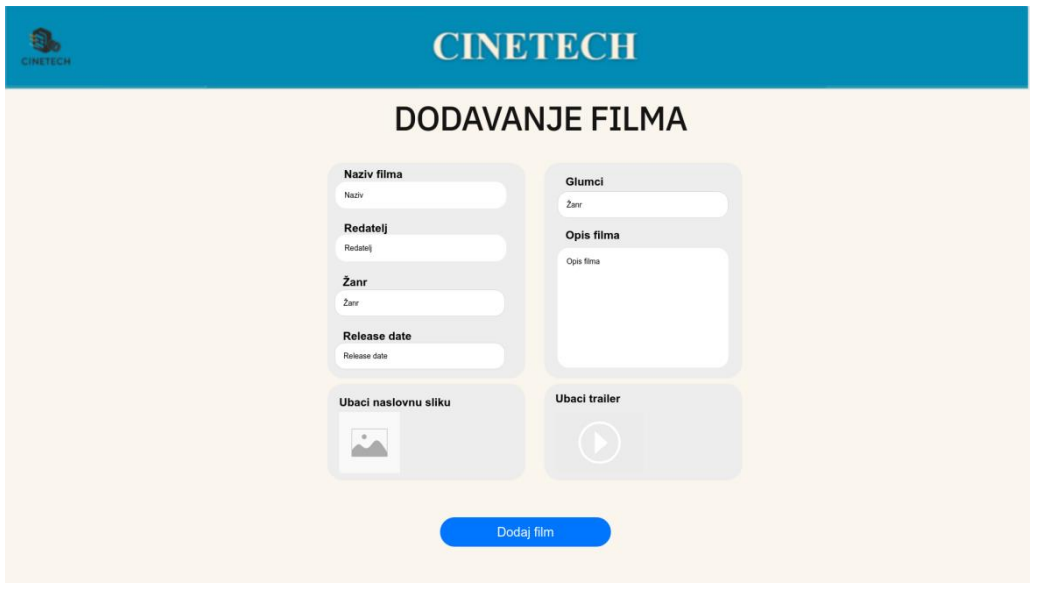 CINETECH
CINETECH
DODAVANJE FILMA
Naziv filma
Naziv
Redatelj
Redatelj
Žanr
Žanr
Release date
Release date
Glumci
Žanr
Opis filma
Opis filma
Ubaci naslovnu sliku
Ubaci trailer
Dodaj film